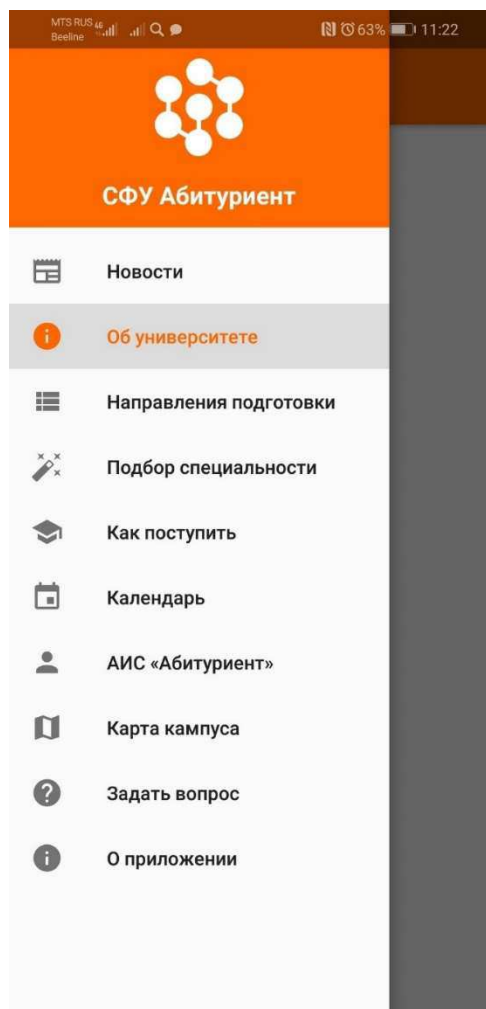 MTS RUS 46 63% 11:22
Beeline
СФУ Абитуриент
Новости
Об университете
Направления подготовки
Подбор специальности
Как поступить
Календарь
АИС «Абитуриент»
Карта кампуса
Задать вопрос
О приложении